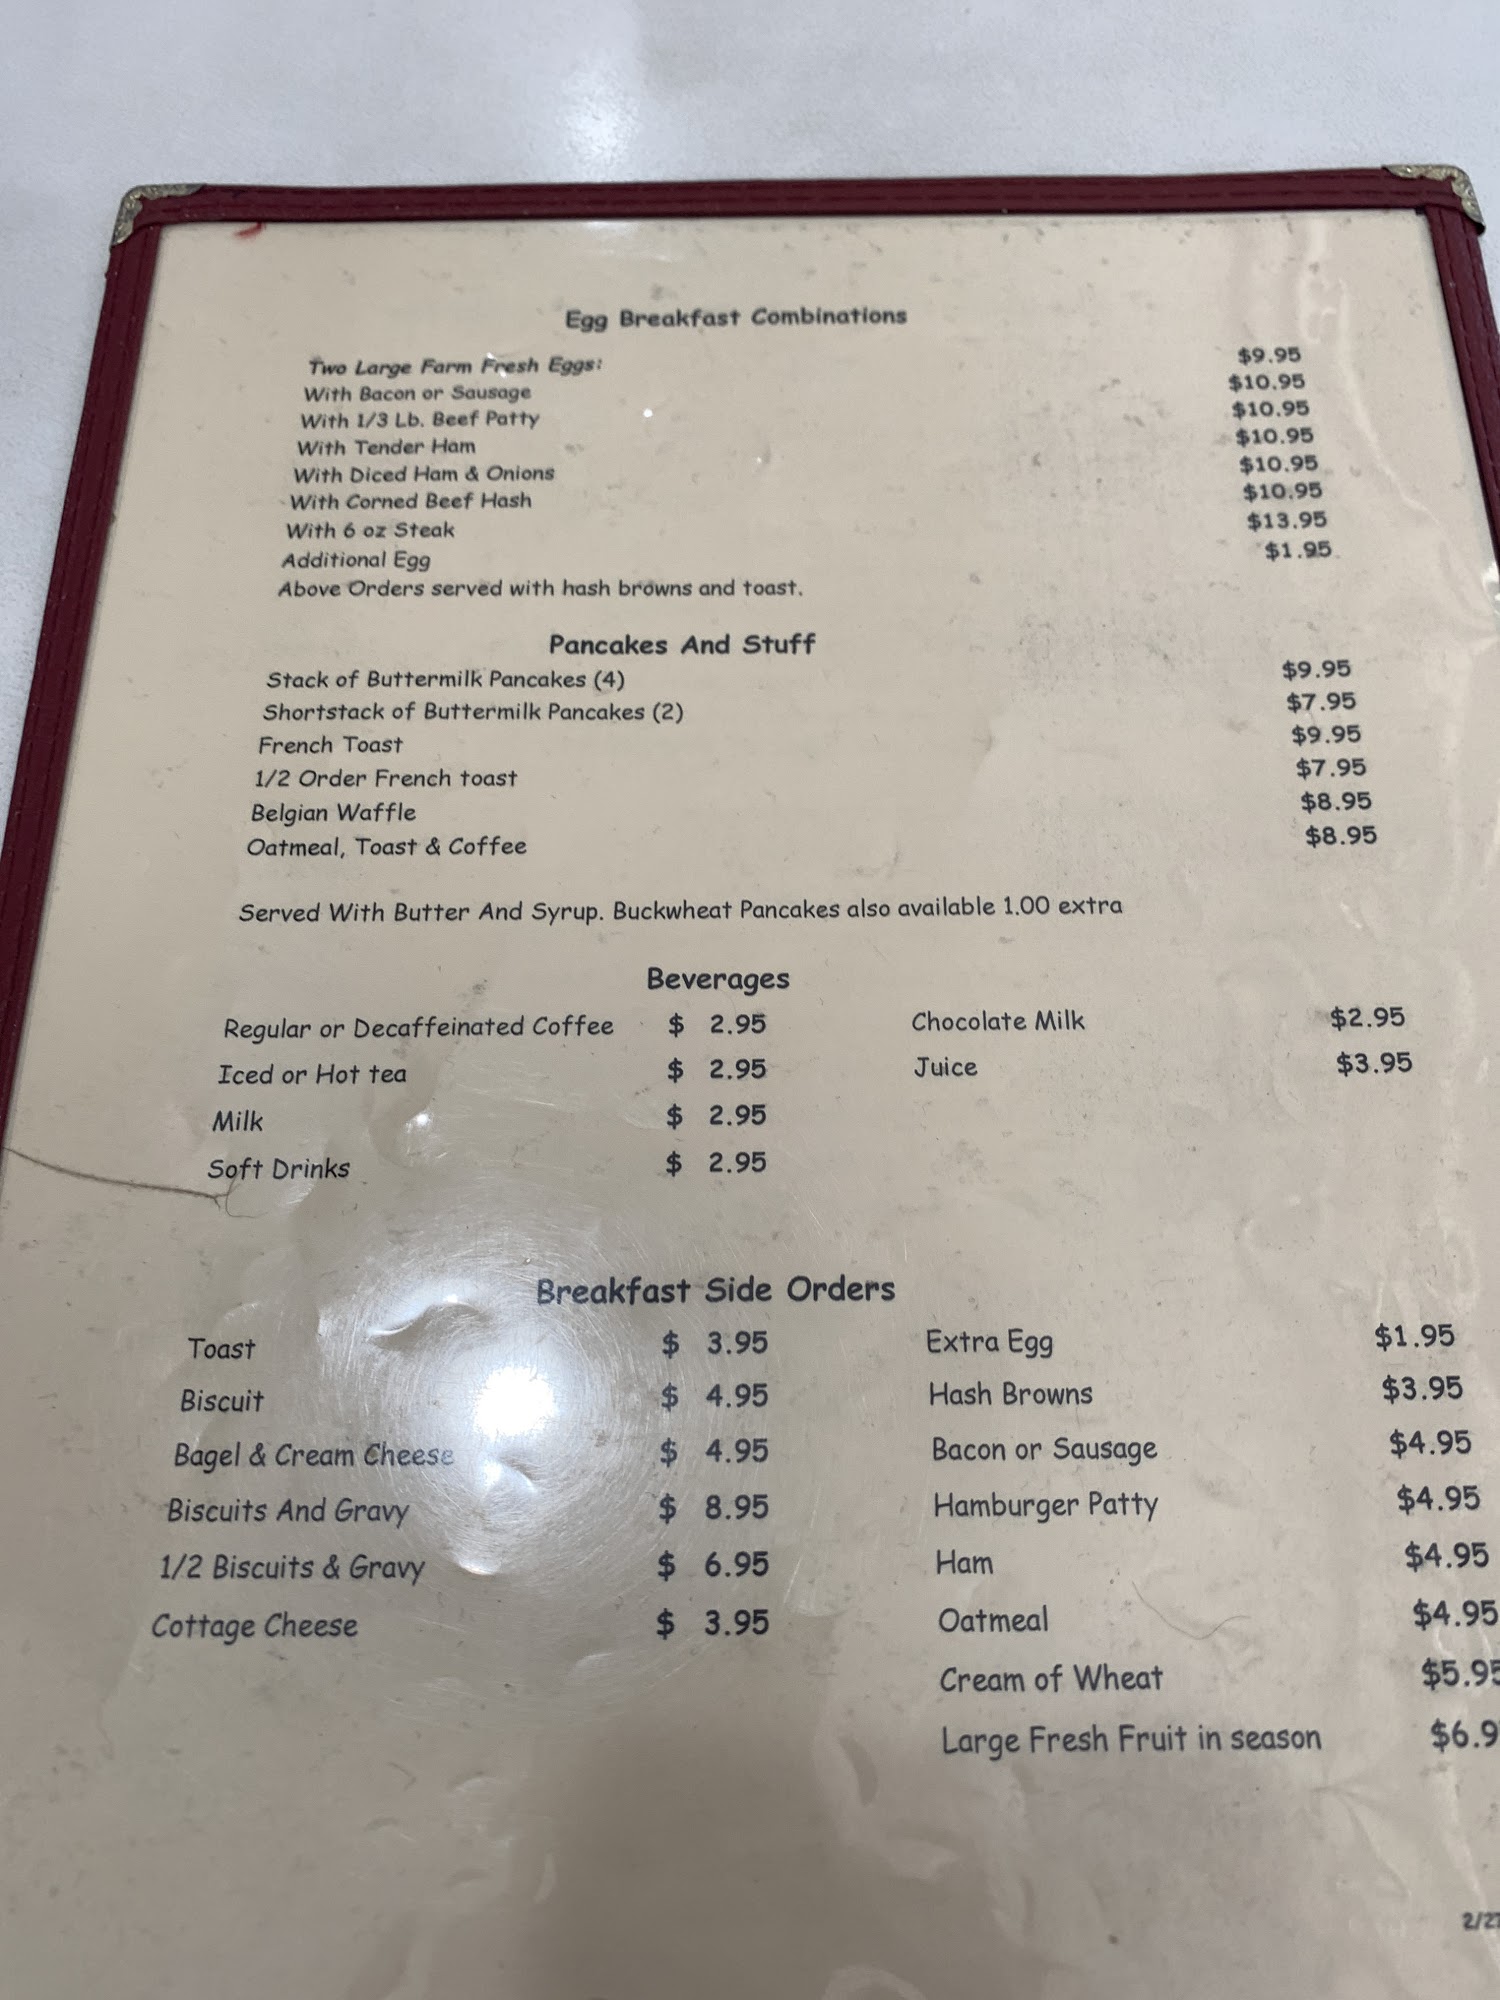 Egg Breakfast Combinations
Two Large Farm Fresh Eggs: $9.95
With Bacon or Sausage $10.95
With 1/3 Lb. Beef Patty $10.95
With Tender Ham $10.95
With Diced Ham & Onions $10.95
With Corned Beef Hash $10.95
With 6 oz Steak $13.95
Additional Egg $1.95
Above Orders served with hash browns and toast.
Pancakes And Stuff
Stack of Buttermilk Pancakes (4) $9.95
Shortstack of Buttermilk Pancakes (2) $7.95
French Toast $9.95
1/2 Order French toast $7.95
Belgian Waffle $8.95
Oatmeal, Toast & Coffee $8.95
Served With Butter And Syrup. Buckwheat Pancakes also available 1.00 extra
Beverages
Regular or Decaffeinated Coffee $ 2.95 Chocolate Milk $2.95
Iced or Hot tea $ 2.95 Juice $3.95
Milk $ 2.95
Soft Drinks $ 2.95
Breakfast Side Orders
Toast $ 3.95 Extra Egg $1.95
Biscuit $ 4.95 Hash Browns $3.95
Bagel & Cream Cheese $ 4.95 Bacon or Sausage $4.95
Biscuits And Gravy $ 8.95 Hamburger Patty $4.95
1/2 Biscuits & Gravy $ 6.95 Ham $4.95
Cottage Cheese $ 3.95 Oatmeal $4.95
Cream of Wheat $5.95
Large Fresh Fruit in season $6.9